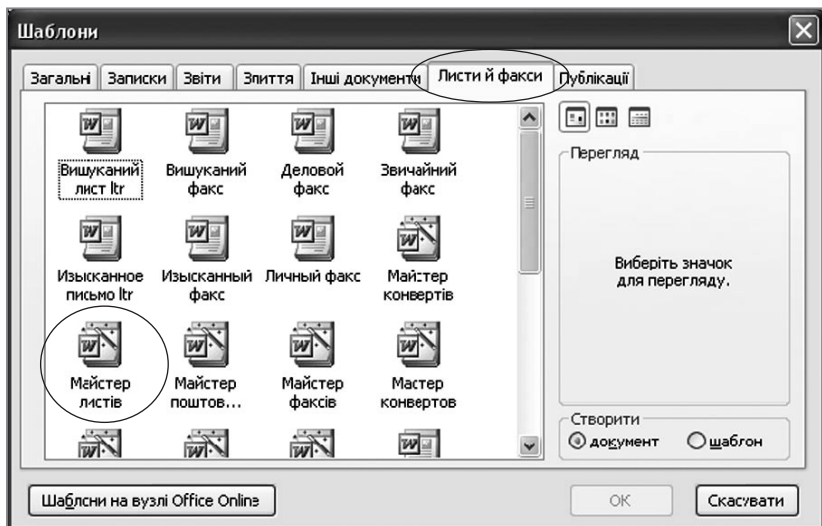 Шаблони
Загальні Записки Звіти Злиття Інші документи Листи й факси Публікації
Вишуканий лист ltr
Вишуканий факс
Деловой факс
Звичайний факс
Изысканное письмо ltr
Изысканный факс
Личный факс
Майстер конвертів
Майстер листів
Майстер поштов...
Майстер факсів
Мастер конвертов
Перегляд
Виберіть значок
для перегляду.
Створити
документ шаблон
Шаблони на вузлі Office Online
ОК Скасувати